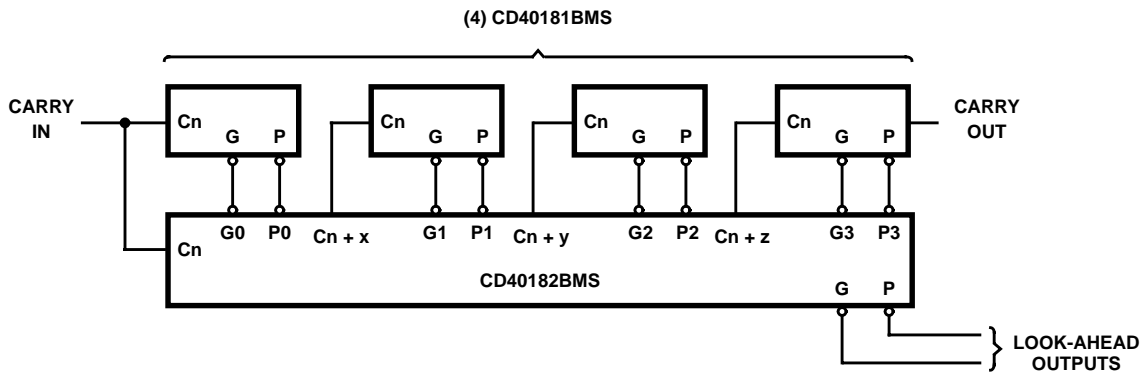 (4) CD40181BMS
CARRY
IN
Cn
G P
Cn
G P
Cn
G P
Cn
G P
CARRY
OUT
G0 P0 Cn + x G1 P1 Cn + y G2 P2 Cn + z G3 P3
Cn
CD40182BMS
G P
LOOK-AHEAD
OUTPUTS